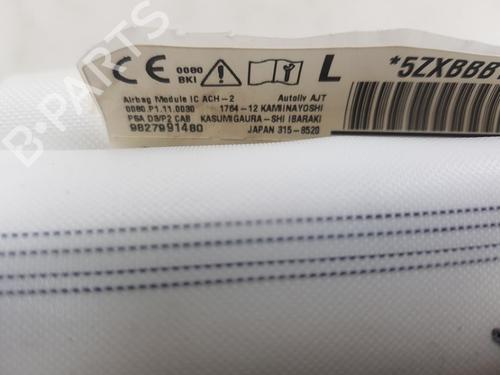 CE 0080 BKI L *5ZXBBB
Airbag Module IC ACH-2 Autoliv AJT
0080.P1.11.0030 1764-12 KAMIINAYOSHI
PSA D3/P2 CAB KASUMIGAURA-SHI IBARAKI
9827991480 JAPAN 315-8520
B-PARTS